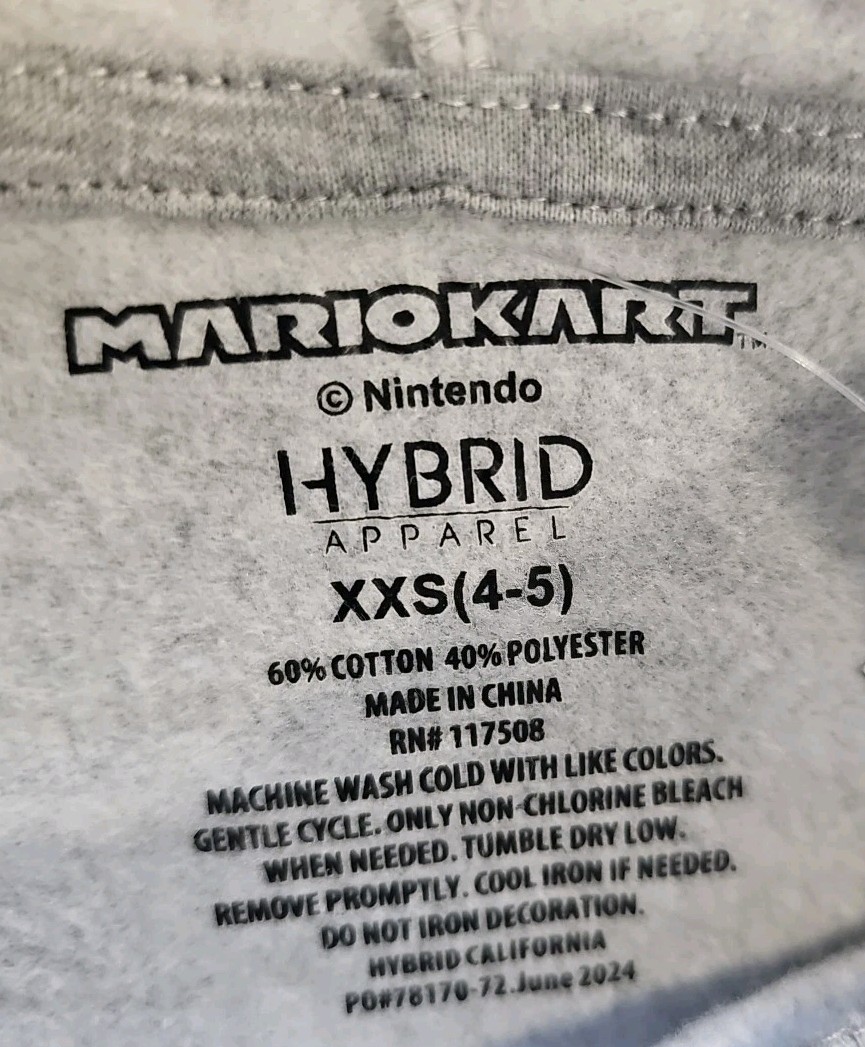 MARIOKART™
© Nintendo
HYBRID
APPAREL
XXS(4-5)
60% COTTON 40% POLYESTER
MADE IN CHINA
RN# 117508
MACHINE WASH COLD WITH LIKE COLORS.
GENTLE CYCLE. ONLY NON-CHLORINE BLEACH
WHEN NEEDED. TUMBLE DRY LOW.
REMOVE PROMPTLY. COOL IRON IF NEEDED.
DO NOT IRON DECORATION.
HYBRID CALIFORNIA
PO#78170-72.June 2024